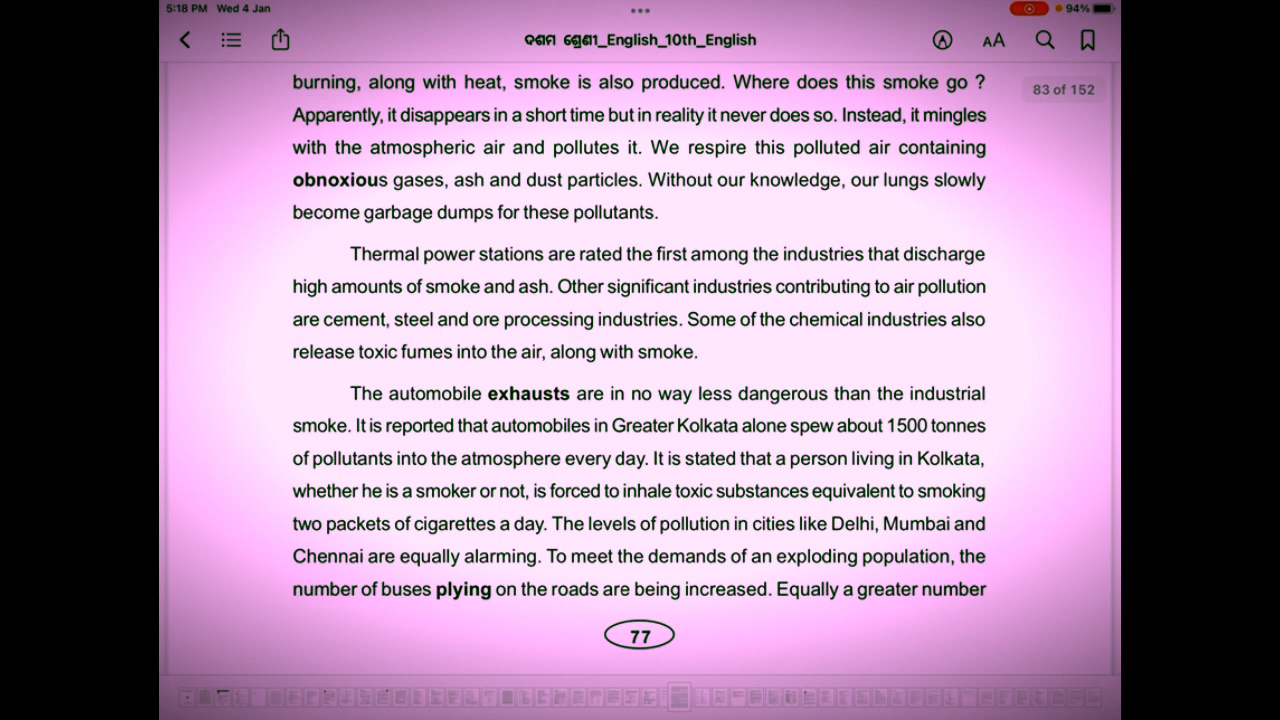 5:18 PM Wed 4 Jan
94%
ଦଶମ ଶ୍ରେଣୀ_English_10th_English
AA
83 of 152
burning, along with heat, smoke is also produced. Where does this smoke go ?
Apparently, it disappears in a short time but in reality it never does so. Instead, it mingles
with the atmospheric air and pollutes it. We respire this polluted air containing
obnoxious gases, ash and dust particles. Without our knowledge, our lungs slowly
become garbage dumps for these pollutants.
Thermal power stations are rated the first among the industries that discharge
high amounts of smoke and ash. Other significant industries contributing to air pollution
are cement, steel and ore processing industries. Some of the chemical industries also
release toxic fumes into the air, along with smoke.
The automobile exhausts are in no way less dangerous than the industrial
smoke. It is reported that automobiles in Greater Kolkata alone spew about 1500 tonnes
of pollutants into the atmosphere every day. It is stated that a person living in Kolkata,
whether he is a smoker or not, is forced to inhale toxic substances equivalent to smoking
two packets of cigarettes a day. The levels of pollution in cities like Delhi, Mumbai and
Chennai are equally alarming. To meet the demands of an exploding population, the
number of buses plying on the roads are being increased. Equally a greater number
77